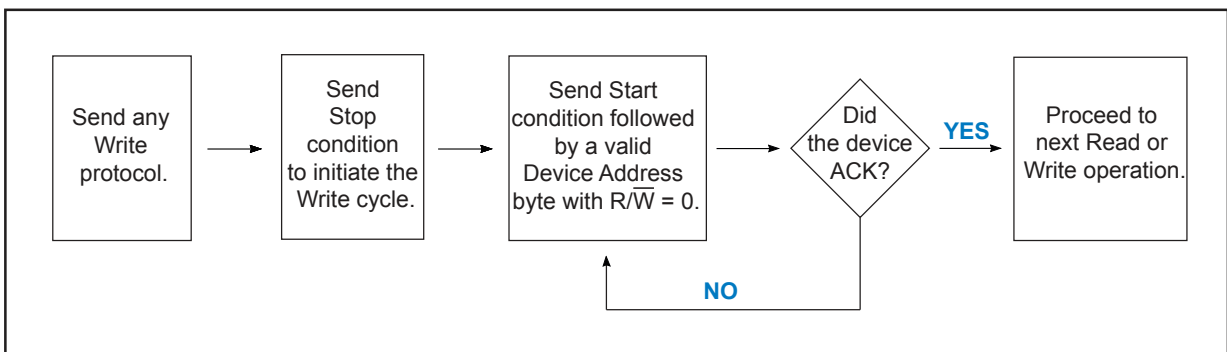 Send any
Write
protocol.
Send
Stop
condition
to initiate the
Write cycle.
Send Start
condition followed
by a valid
Device Address
byte with R/W̅ = 0.
Did
the device
ACK?
YES
Proceed to
next Read or
Write operation.
NO